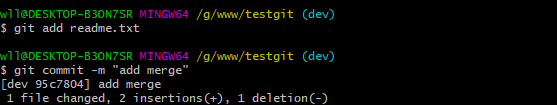 wll@DESKTOP-B3ON7SR MINGW64 /g/www/testgit (dev)
$ git add readme.txt
wll@DESKTOP-B3ON7SR MINGW64 /g/www/testgit (dev)
$ git commit -m "add merge"
[dev 95c7804] add merge
 1 file changed, 2 insertions(+), 1 deletion(-)